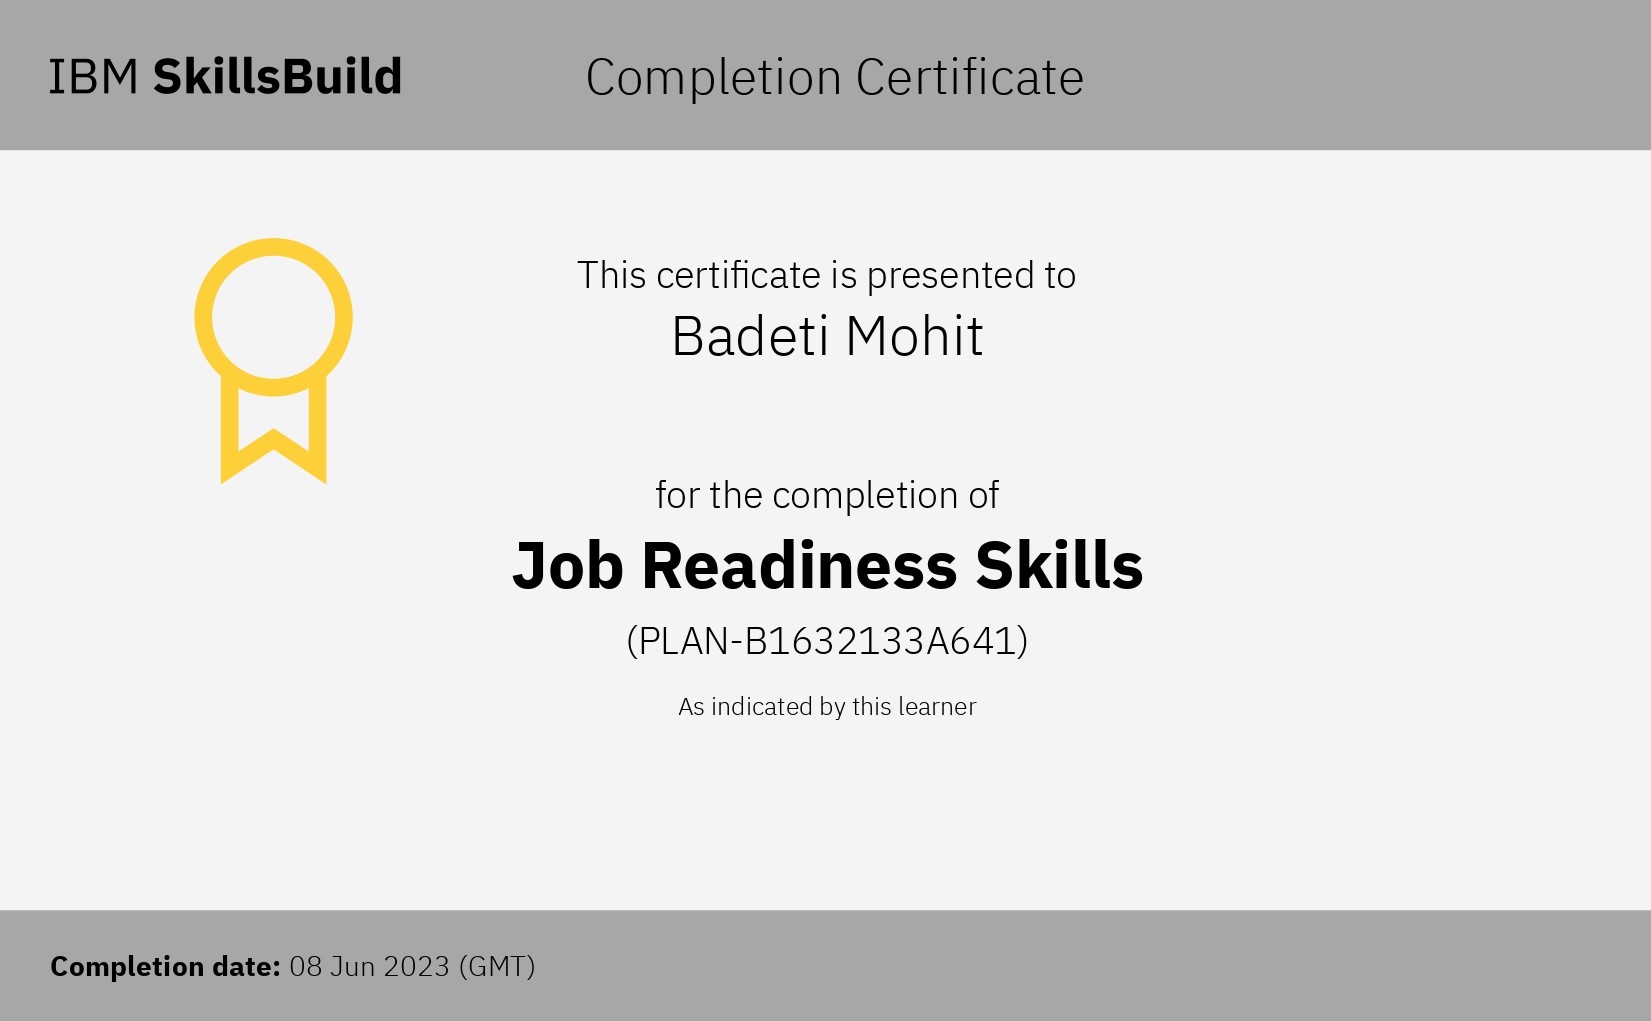 IBM SkillsBuild
Completion Certificate
This certificate is presented to
Badeti Mohit
for the completion of
Job Readiness Skills
(PLAN-B1632133A641)
As indicated by this learner
Completion date: 08 Jun 2023 (GMT)